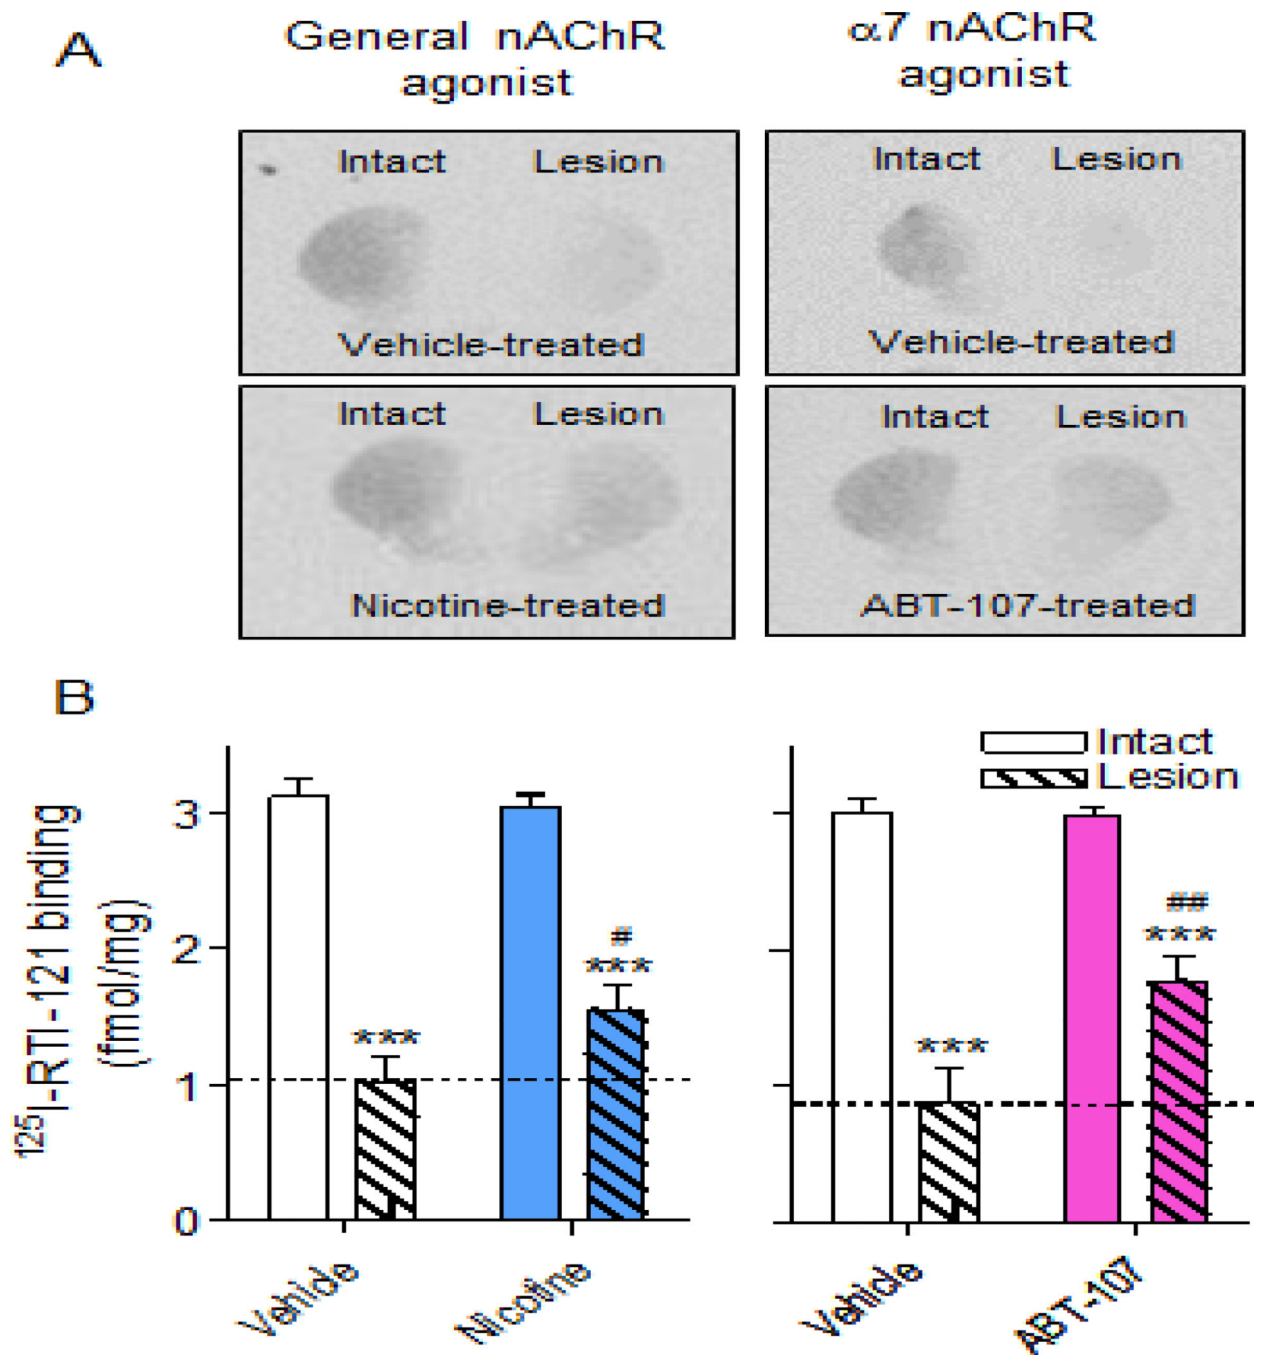 A
General nAChR
agonist
α7 nAChR
agonist
Intact Lesion
Vehicle-treated
Intact Lesion
Vehicle-treated
Intact Lesion
Nicotine-treated
Intact Lesion
ABT-107-treated
B
Intact
Lesion
¹²⁵I-RTI-121 binding
(fmol/mg)
3
2
1
0
***
#
***
***
##
***
Vehicle
Nicotine
Vehicle
ABT-107